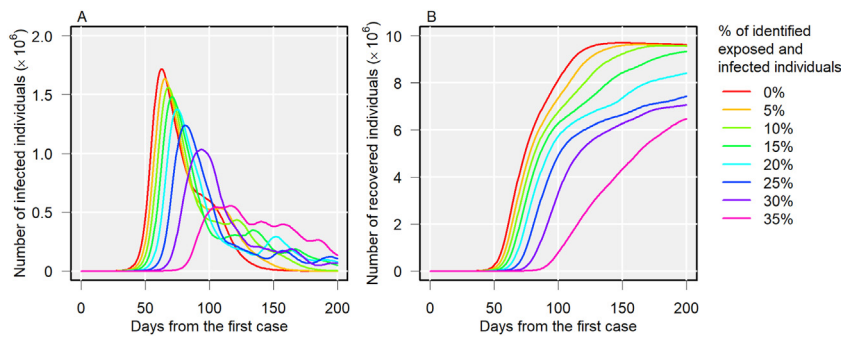 A
Number of infected individuals (×10⁶)
2.0
1.5
1.0
0.5
0
0 50 100 150 200
Days from the first case
B
Number of recovered individuals (×10⁶)
10
8
6
4
2
0
0 50 100 150 200
Days from the first case
% of identified
exposed and
infected individuals
0%
5%
10%
15%
20%
25%
30%
35%